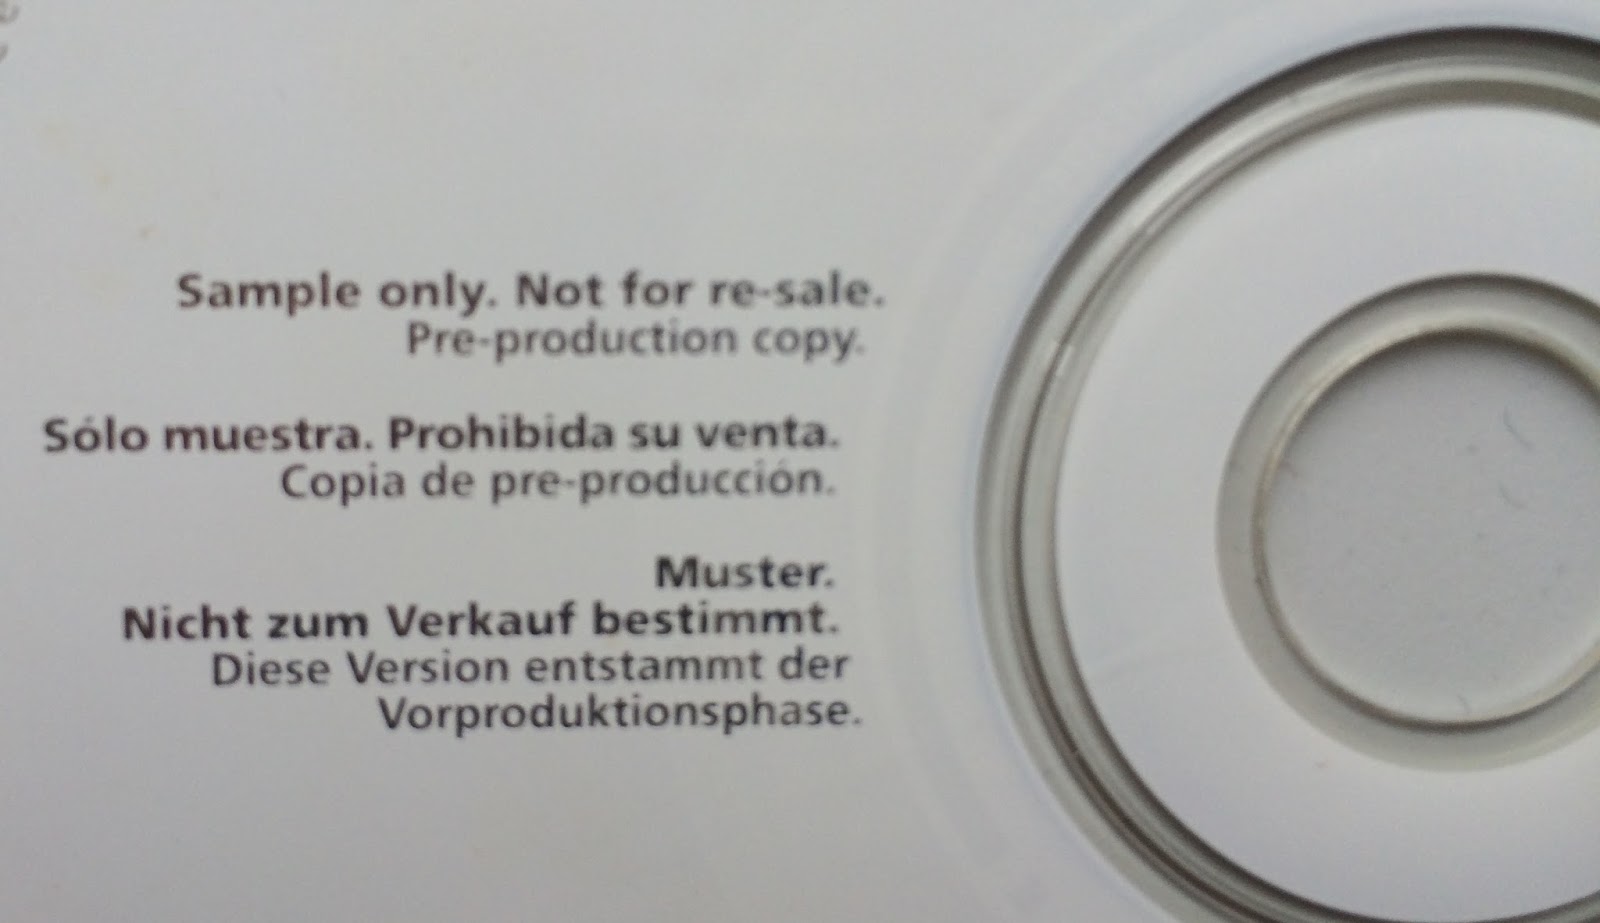 Sample only. Not for re-sale.
Pre-production copy.
Sólo muestra. Prohibida su venta.
Copia de pre-producción.
Muster.
Nicht zum Verkauf bestimmt.
Diese Version entstammt der
Vorproduktionsphase.